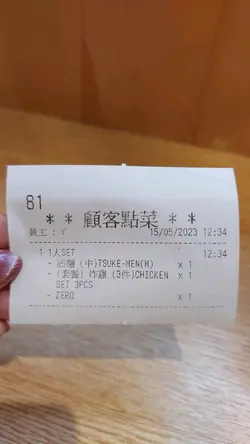 81
* * 顧客點菜 * *
員工 : V 15/05/2023 12:34
1 1人SET 12:34
- 沾麵 (中)TSUKE-MEN(M) x 1
- (套餐) 炸雞 (3件)CHICKEN x 1
SET 3PCS
- ZERO x 1